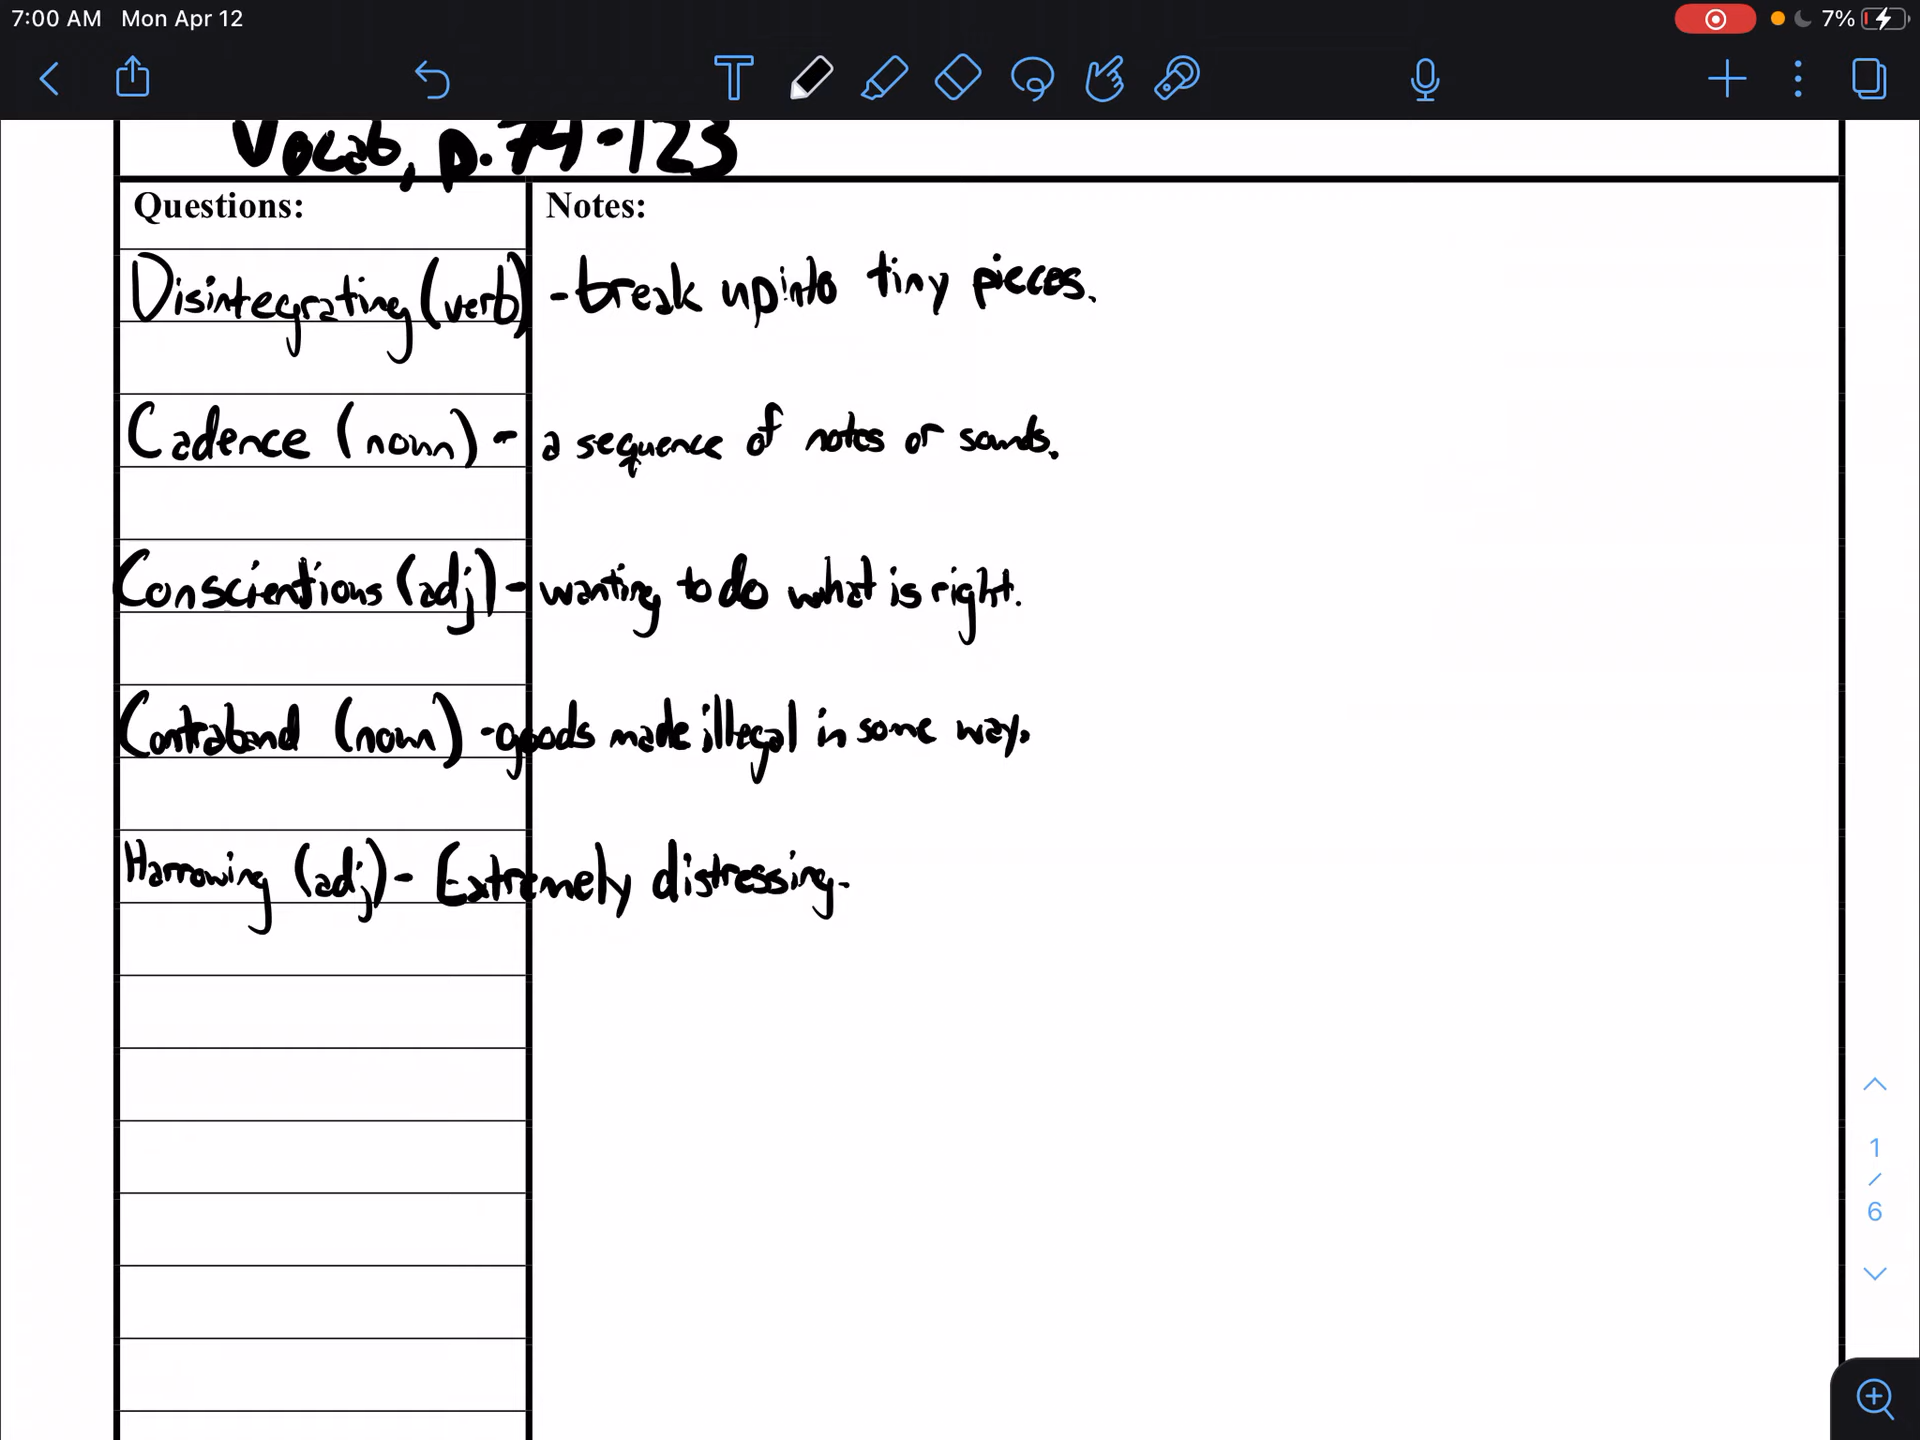 7:00 AM Mon Apr 12
7%
T
Vocab, p.74-123
Questions: Notes:
Disintegrating (verb) - break up into tiny pieces.
Cadence (noun) - a sequence of notes or sounds.
Conscientious (adj) - wanting to do what is right.
Contraband (noun) - goods made illegal in some way.
Harrowing (adj) - Extremely distressing.
1
/
6